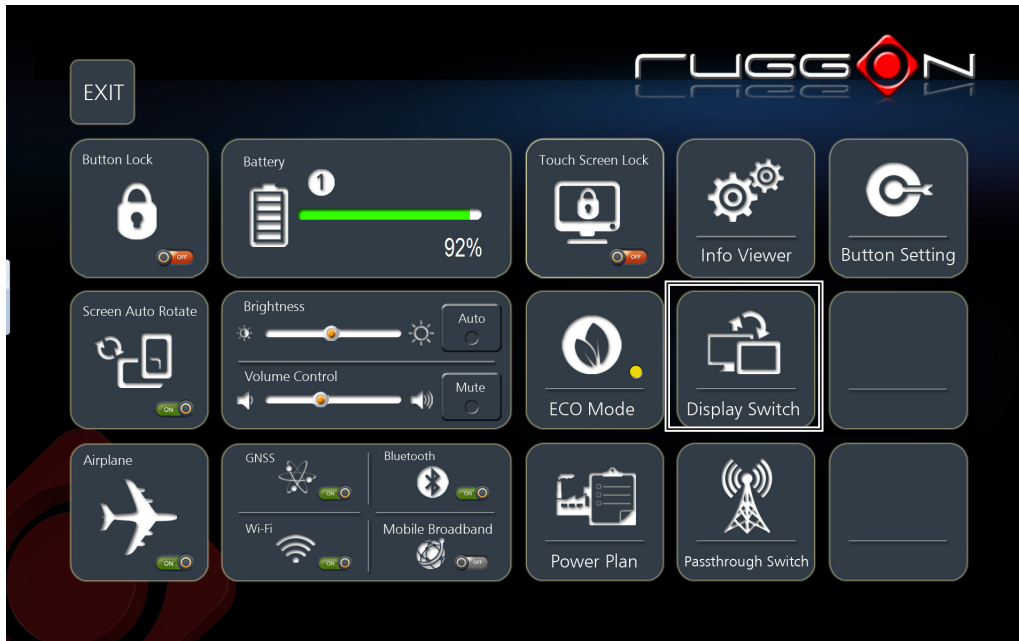 RUGGON
EXIT
Button Lock
OFF
Battery
1
92%
Touch Screen Lock
OFF
Info Viewer
Button Setting
Screen Auto Rotate
ON
Brightness
Auto
Volume Control
Mute
ECO Mode
Display Switch
Airplane
ON
GNSS
ON
Bluetooth
ON
Wi-Fi
ON
Mobile Broadband
OFF
Power Plan
Passthrough Switch